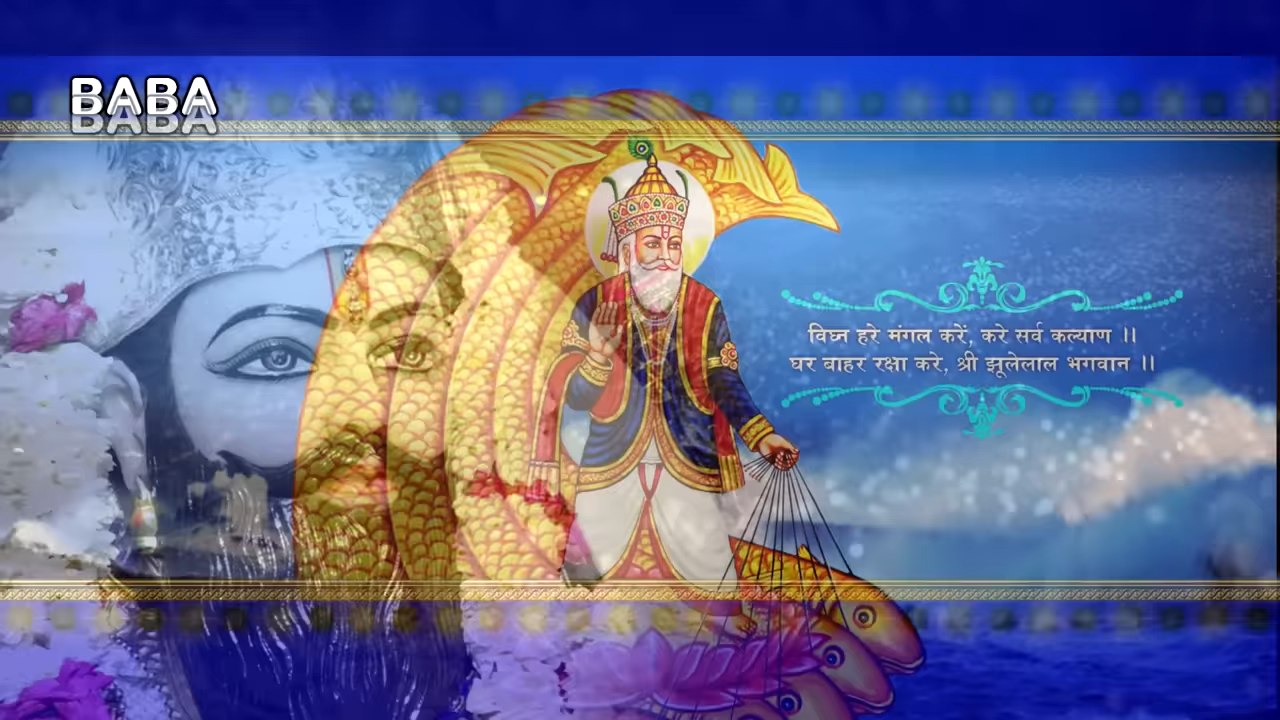 BABA
विघ्न हरे मंगल करें, करे सर्व कल्याण ।।
घर बाहर रक्षा करे, श्री झूलेलाल भगवान ।।